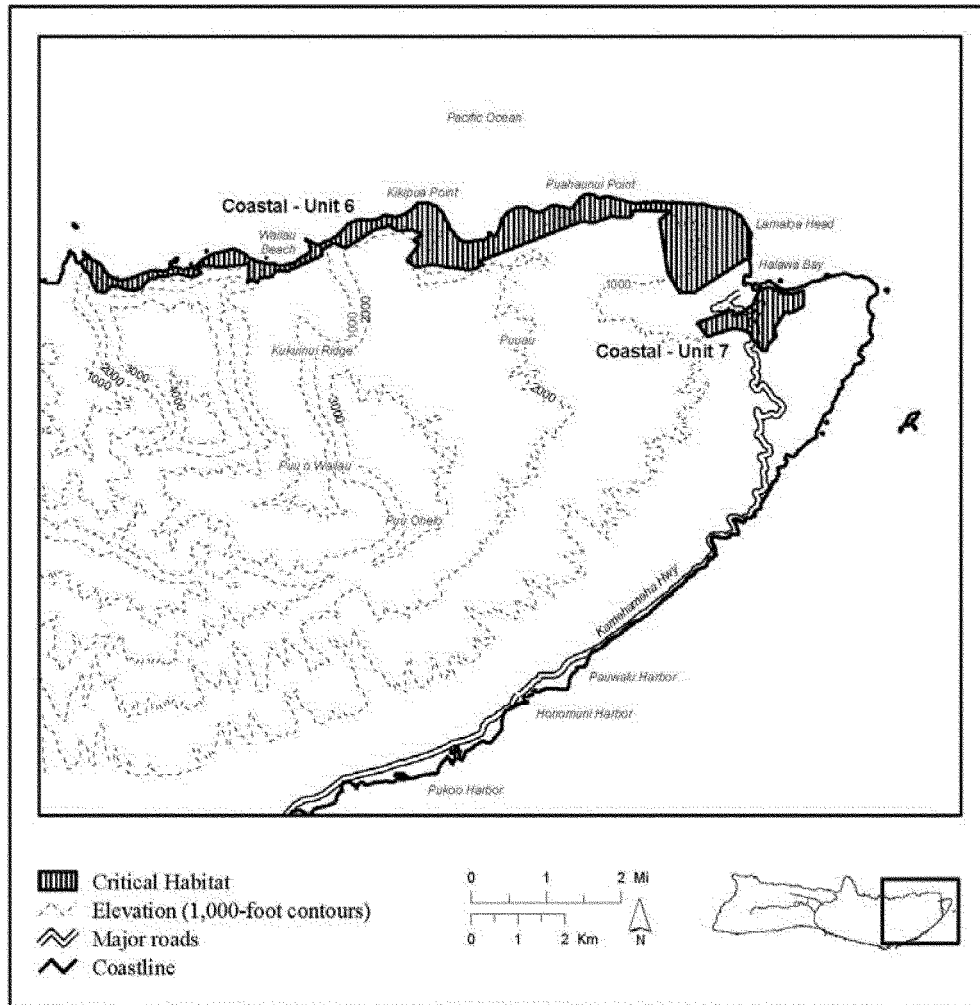 Pacific Ocean
Kikipua Point
Puahaunui Point
Coastal - Unit 6
Wailau
Beach
Lamaloa Head
Halawa Bay
1000
1000
2000
Kukuinui Ridge
Puuau
Coastal - Unit 7
1000
2000
3000
4000
2000
3000
Puu o Wailau
Puu Ohelo
Kamehameha Hwy
Pauwalu Harbor
Honomuni Harbor
Pukoo Harbor
Critical Habitat
Elevation (1,000-foot contours)
Major roads
Coastline
0 1 2 Mi
0 1 2 Km
N